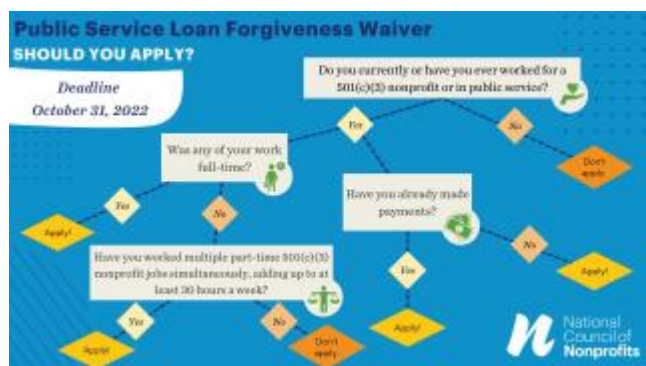 Public Service Loan Forgiveness Waiver
SHOULD YOU APPLY?
Deadline
October 31, 2022
Do you currently or have you ever worked for a
501(c)(3) nonprofit or in public service?
Yes
No
Don't
apply.
Was any of your work
full-time?
Yes
No
Apply!
Have you already made
payments?
Yes
No
Apply!
Apply!
Have you worked multiple part-time 501(c)(3)
nonprofit jobs simultaneously, adding up to at
least 30 hours a week?
Yes
No
Apply!
Don't
apply.
National
Council of
Nonprofits